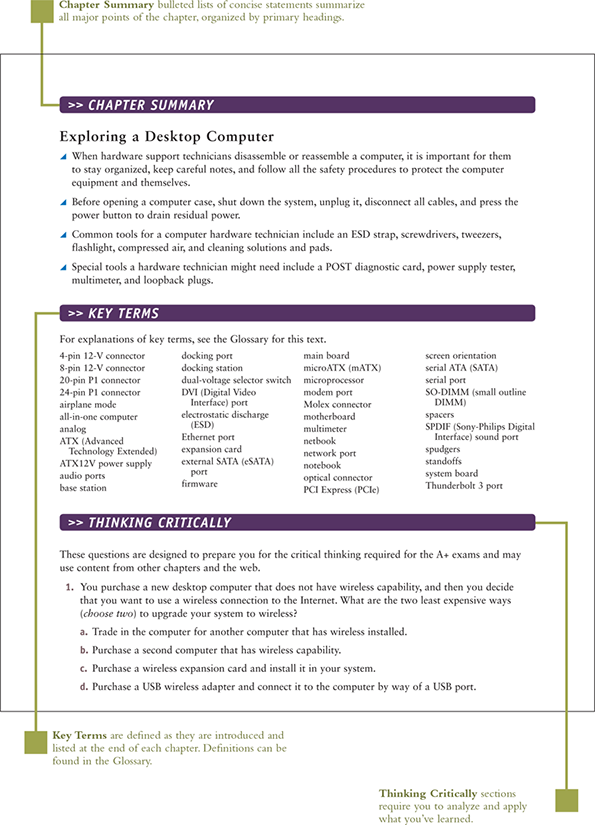 Chapter Summary bulleted lists of concise statements summarize
all major points of the chapter, organized by primary headings.
>> CHAPTER SUMMARY
Exploring a Desktop Computer
When hardware support technicians disassemble or reassemble a computer, it is important for them
to stay organized, keep careful notes, and follow all the safety procedures to protect the computer
equipment and themselves.
Before opening a computer case, shut down the system, unplug it, disconnect all cables, and press the
power button to drain residual power.
Common tools for a computer hardware technician include an ESD strap, screwdrivers, tweezers,
flashlight, compressed air, and cleaning solutions and pads.
Special tools a hardware technician might need include a POST diagnostic card, power supply tester,
multimeter, and loopback plugs.
>> KEY TERMS
For explanations of key terms, see the Glossary for this text.
4-pin 12-V connector
8-pin 12-V connector
20-pin P1 connector
24-pin P1 connector
airplane mode
all-in-one computer
analog
ATX (Advanced
Technology Extended)
ATX12V power supply
audio ports
base station
docking port
docking station
dual-voltage selector switch
DVI (Digital Video
Interface) port
electrostatic discharge
(ESD)
Ethernet port
expansion card
external SATA (eSATA)
port
firmware
main board
microATX (mATX)
microprocessor
modem port
Molex connector
motherboard
multimeter
netbook
network port
notebook
optical connector
PCI Express (PCIe)
screen orientation
serial ATA (SATA)
serial port
SO-DIMM (small outline
DIMM)
spacers
SPDIF (Sony-Philips Digital
Interface) sound port
spudgers
standoffs
system board
Thunderbolt 3 port
>> THINKING CRITICALLY
These questions are designed to prepare you for the critical thinking required for the A+ exams and may
use content from other chapters and the web.
1. You purchase a new desktop computer that does not have wireless capability, and then you decide
that you want to use a wireless connection to the Internet. What are the two least expensive ways
(choose two) to upgrade your system to wireless?
a. Trade in the computer for another computer that has wireless installed.
b. Purchase a second computer that has wireless capability.
c. Purchase a wireless expansion card and install it in your system.
d. Purchase a USB wireless adapter and connect it to the computer by way of a USB port.
Key Terms are defined as they are introduced and
listed at the end of each chapter. Definitions can be
found in the Glossary.
Thinking Critically sections
require you to analyze and apply
what you've learned.